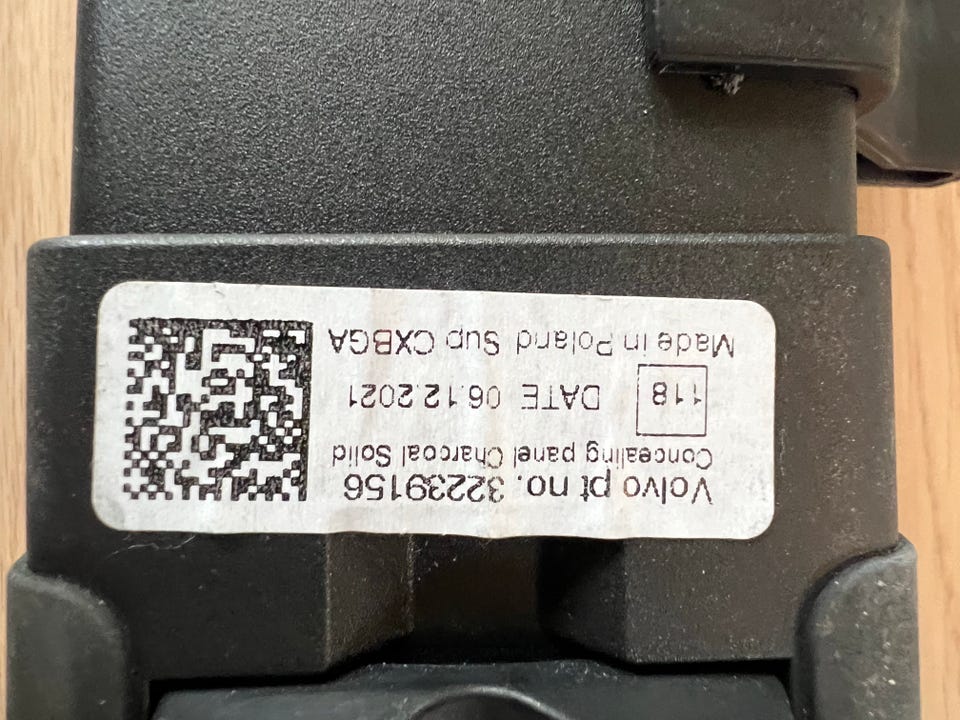 Volvo pt no. 32239156
Concealing panel Charcoal Solid
118 DATE 06.12.2021
Made in Poland Sup CXBGA